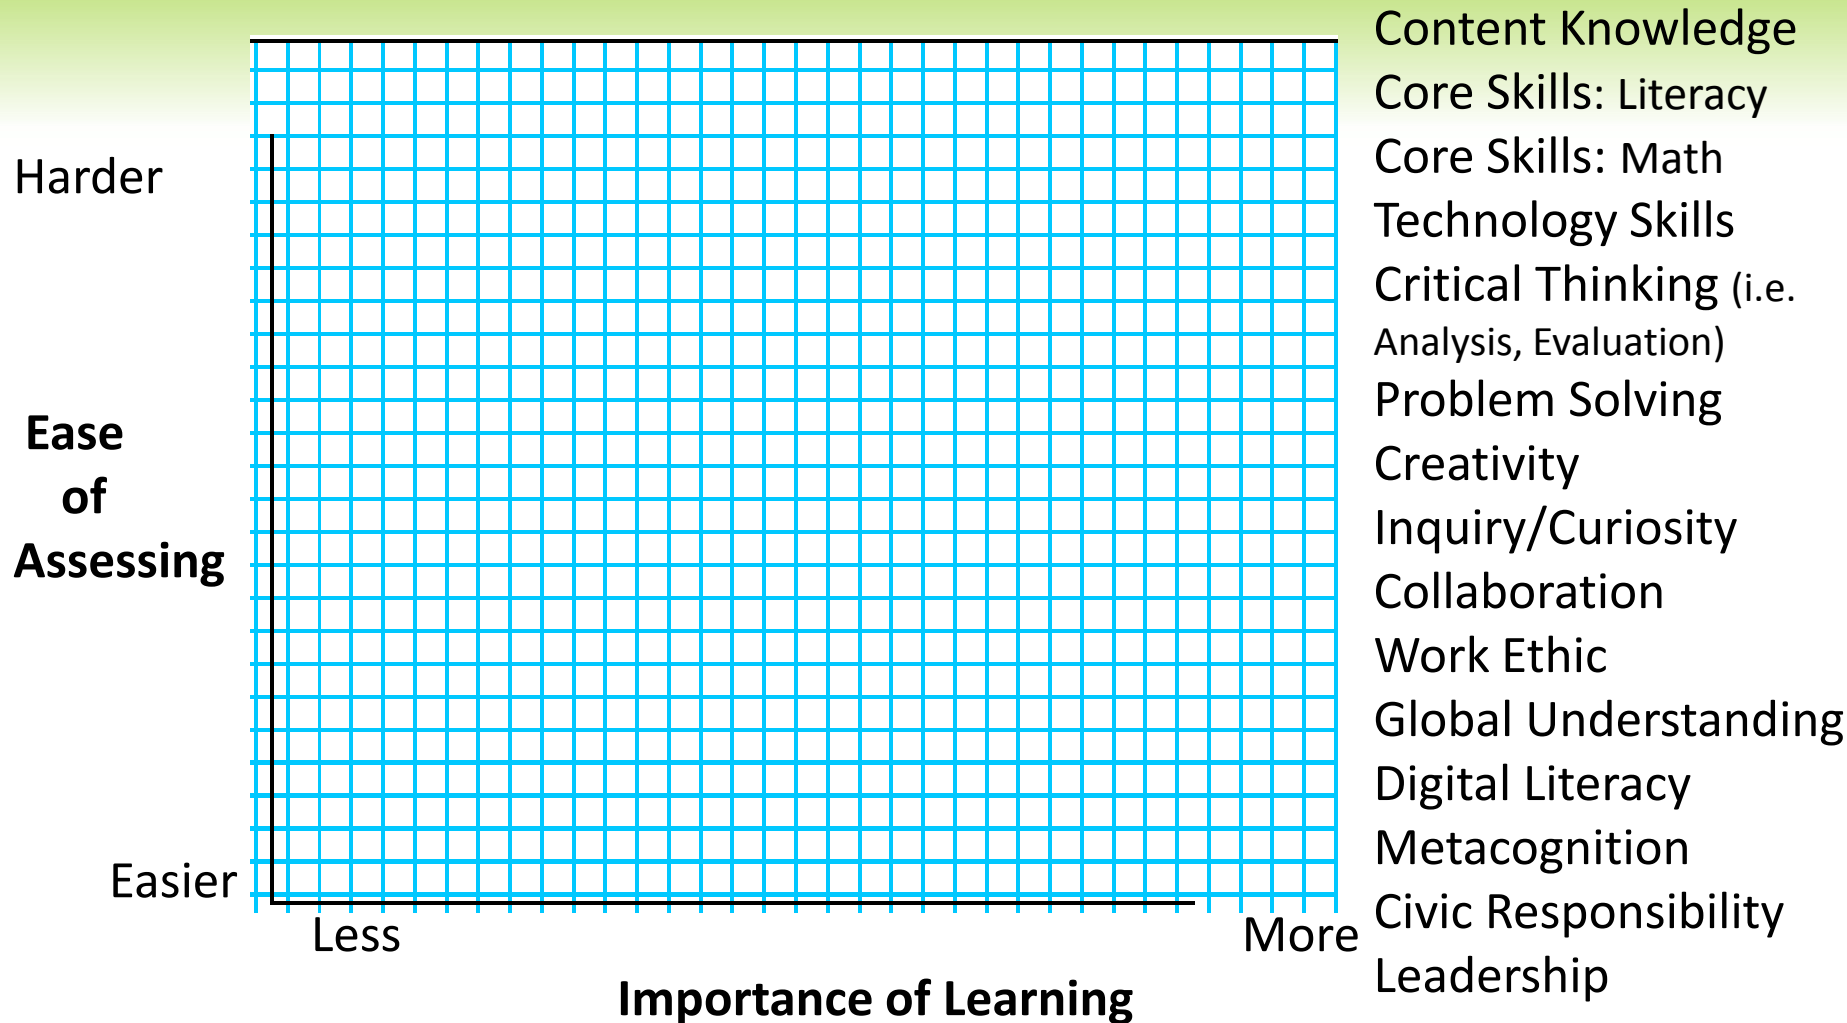 Harder
Ease
of
Assessing
Easier
Less
More
Importance of Learning
Content Knowledge
Core Skills: Literacy
Core Skills: Math
Technology Skills
Critical Thinking (i.e.
Analysis, Evaluation)
Problem Solving
Creativity
Inquiry/Curiosity
Collaboration
Work Ethic
Global Understanding
Digital Literacy
Metacognition
Civic Responsibility
Leadership